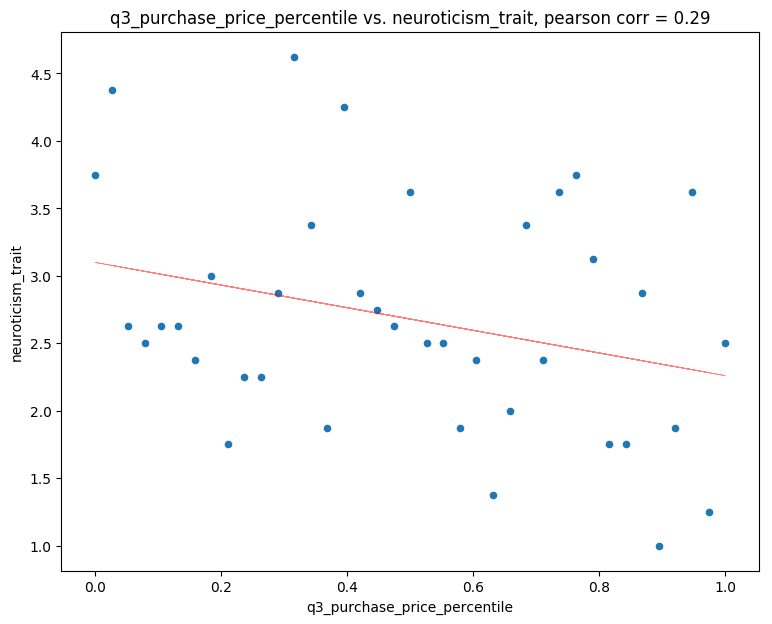 q3_purchase_price_percentile vs. neuroticism_trait, pearson corr = 0.29
4.5
4.0
3.5
3.0
2.5
2.0
1.5
1.0
neuroticism_trait
0.0 0.2 0.4 0.6 0.8 1.0
q3_purchase_price_percentile